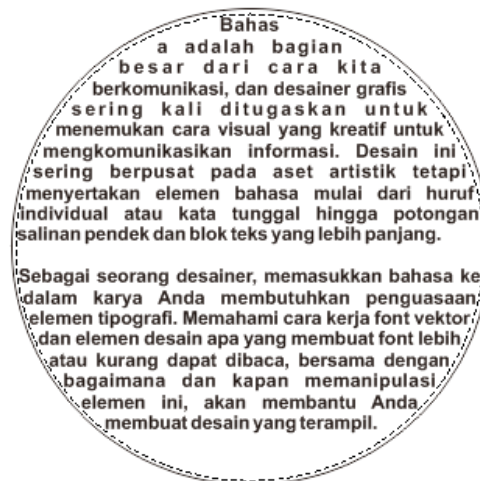 Bahas
a adalah bagian
besar dari cara kita
berkomunikasi, dan desainer grafis
sering kali ditugaskan untuk
menemukan cara visual yang kreatif untuk
mengkomunikasikan informasi. Desain ini
sering berpusat pada aset artistik tetapi
menyertakan elemen bahasa mulai dari huruf
individual atau kata tunggal hingga potongan
salinan pendek dan blok teks yang lebih panjang.
Sebagai seorang desainer, memasukkan bahasa ke
dalam karya Anda membutuhkan penguasaan
elemen tipografi. Memahami cara kerja font vektor
dan elemen desain apa yang membuat font lebih
atau kurang dapat dibaca, bersama dengan
bagaimana dan kapan memanipulasi
elemen ini, akan membantu Anda
membuat desain yang terampil.